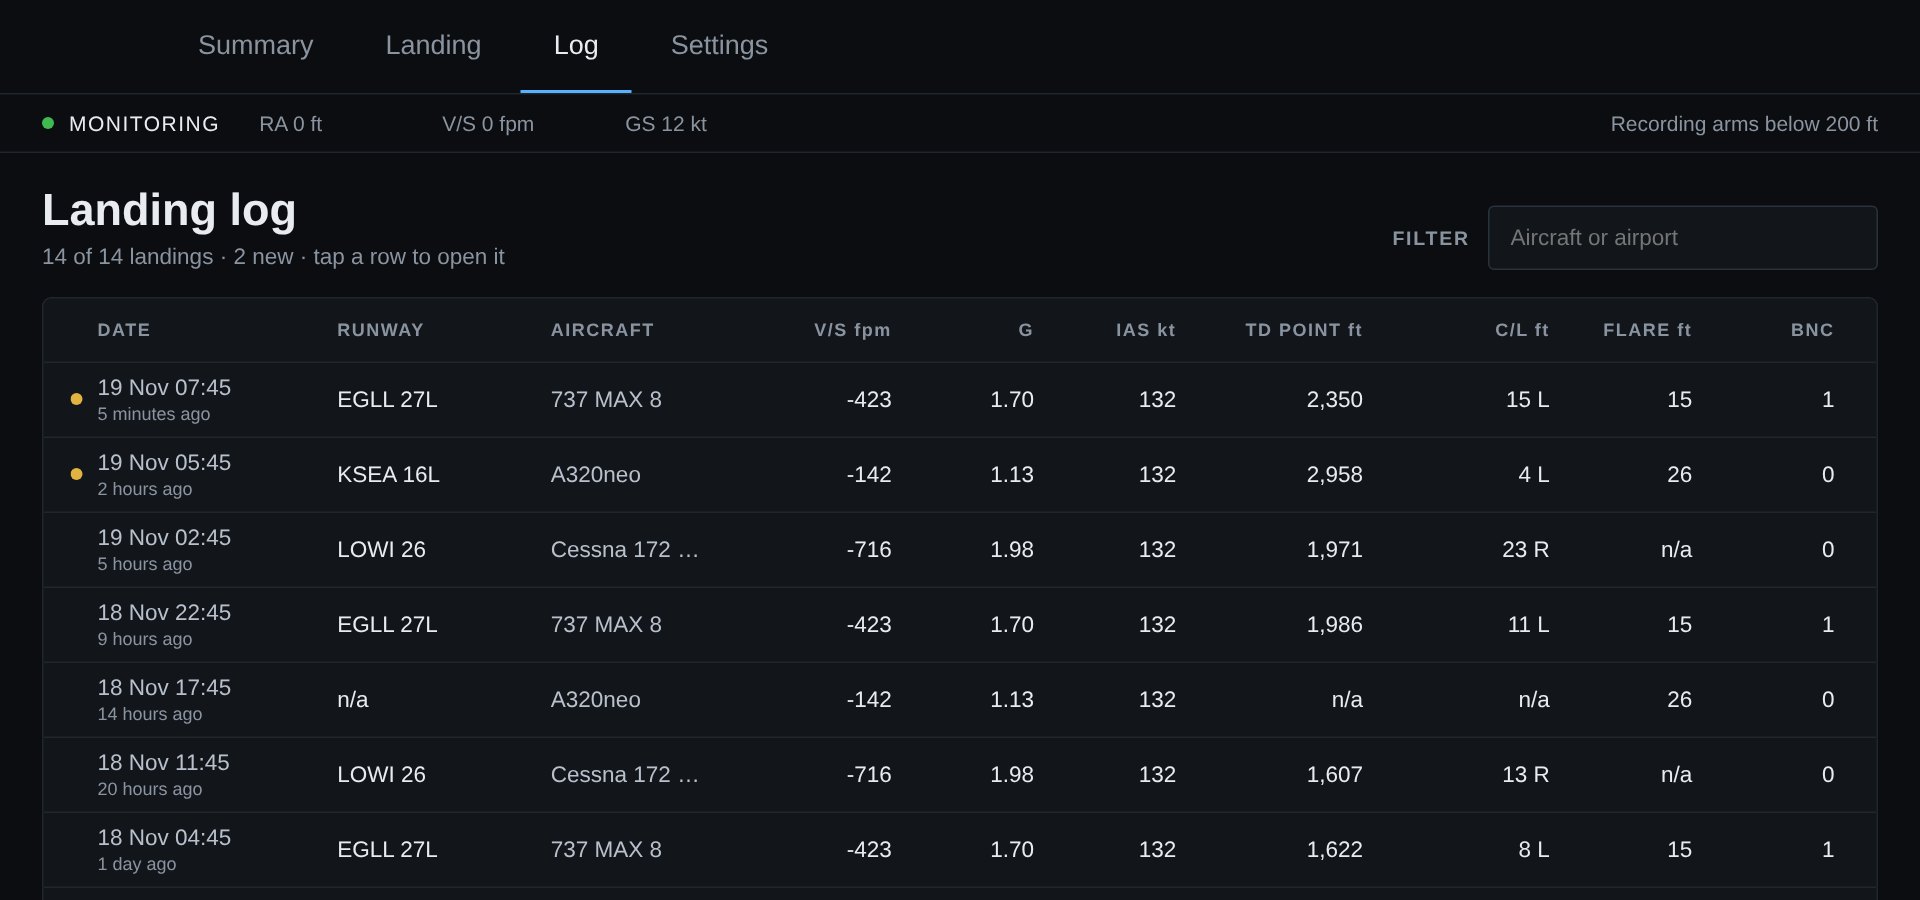 Summary Landing Log Settings
MONITORING RA 0 ft V/S 0 fpm GS 12 kt Recording arms below 200 ft
Landing log
14 of 14 landings · 2 new · tap a row to open it
FILTER Aircraft or airport
DATE RUNWAY AIRCRAFT V/S fpm G IAS kt TD POINT ft C/L ft FLARE ft BNC
19 Nov 07:45
5 minutes ago
EGLL 27L 737 MAX 8 -423 1.70 132 2,350 15 L 15 1
19 Nov 05:45
2 hours ago
KSEA 16L A320neo -142 1.13 132 2,958 4 L 26 0
19 Nov 02:45
5 hours ago
LOWI 26 Cessna 172 … -716 1.98 132 1,971 23 R n/a 0
18 Nov 22:45
9 hours ago
EGLL 27L 737 MAX 8 -423 1.70 132 1,986 11 L 15 1
18 Nov 17:45
14 hours ago
n/a A320neo -142 1.13 132 n/a n/a 26 0
18 Nov 11:45
20 hours ago
LOWI 26 Cessna 172 … -716 1.98 132 1,607 13 R n/a 0
18 Nov 04:45
1 day ago
EGLL 27L 737 MAX 8 -423 1.70 132 1,622 8 L 15 1